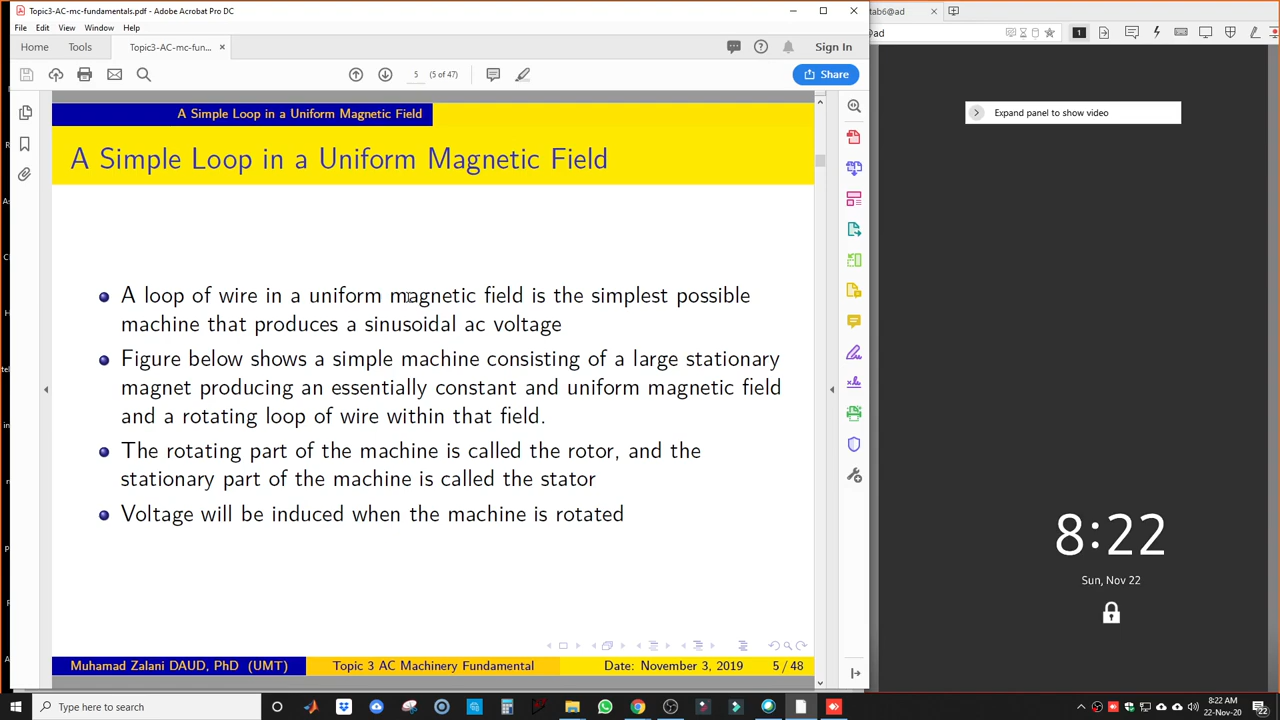 Topic3-AC-mc-fundamentals.pdf - Adobe Acrobat Pro DC
tab6@ad
File Edit View Window Help
@ad
1
Home Tools Topic3-AC-mc-fun... Sign In
5 (5 of 47) Share
A Simple Loop in a Uniform Magnetic Field
Expand panel to show video
A Simple Loop in a Uniform Magnetic Field
A loop of wire in a uniform magnetic field is the simplest possible
machine that produces a sinusoidal ac voltage
Figure below shows a simple machine consisting of a large stationary
magnet producing an essentially constant and uniform magnetic field
and a rotating loop of wire within that field.
The rotating part of the machine is called the rotor, and the
stationary part of the machine is called the stator
Voltage will be induced when the machine is rotated
8:22
Sun, Nov 22
Muhamad Zalani DAUD, PhD (UMT) Topic 3 AC Machinery Fundamental Date: November 3, 2019 5 / 48
Type here to search
8:22 AM
22-Nov-20